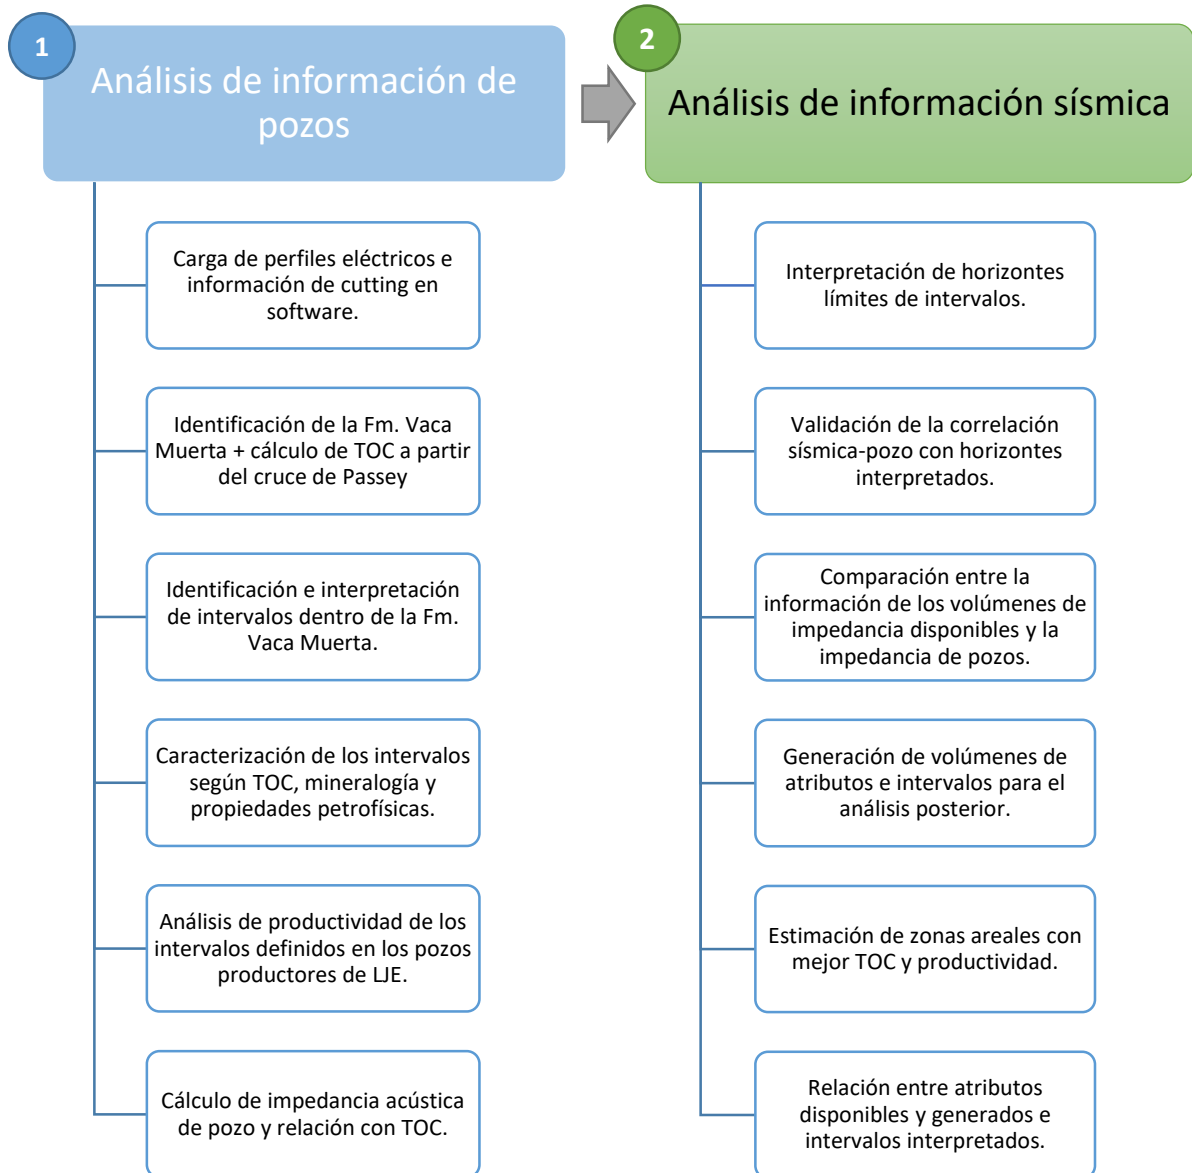 1
Análisis de información de
pozos
Carga de perfiles eléctricos e
información de cutting en
software.
Identificación de la Fm. Vaca
Muerta + cálculo de TOC a partir
del cruce de Passey
Identificación e interpretación
de intervalos dentro de la Fm.
Vaca Muerta.
Caracterización de los intervalos
según TOC, mineralogía y
propiedades petrofísicas.
Análisis de productividad de los
intervalos definidos en los pozos
productores de LJE.
Cálculo de impedancia acústica
de pozo y relación con TOC.
2
Análisis de información sísmica
Interpretación de horizontes
límites de intervalos.
Validación de la correlación
sísmica-pozo con horizontes
interpretados.
Comparación entre la
información de los volúmenes de
impedancia disponibles y la
impedancia de pozos.
Generación de volúmenes de
atributos e intervalos para el
análisis posterior.
Estimación de zonas areales con
mejor TOC y productividad.
Relación entre atributos
disponibles y generados e
intervalos interpretados.